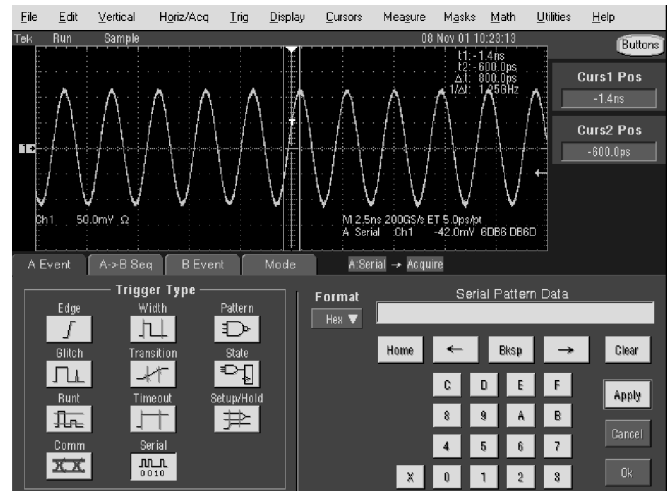 File Edit Vertical Horiz/Acq Trig Display Cursors Measure Masks Math Utilities Help
Tek Run Sample 08 Nov 01 10:23:13 Buttons
t1: -1.4ns
t2: -600.0ps
Δt: 800.0ps
1/Δt: 1.25GHz
Curs1 Pos
-1.4ns
Curs2 Pos
-600.0ps
1
Ch1 50.0mV Ω M 2.5ns 200GS/s ET 5.0ps/pt
A Serial Ch1 -42.0mV 6DB6 DB6D
A Event A->B Seq B Event Mode A:Serial → Acquire
Trigger Type
Edge Width Pattern
Glitch Transition State
Runt Timeout Setup/Hold
Comm Serial
0010
Format Serial Pattern Data
Hex
Home ← Bksp → Clear
C D E F
Apply
8 9 A B
Cancel
4 5 6 7
X 0 1 2 3 Ok